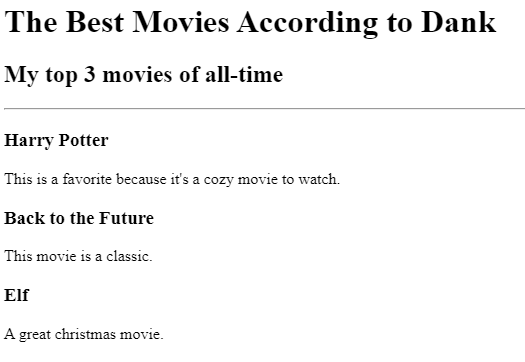 The Best Movies According to Dank
My top 3 movies of all-time
Harry Potter
This is a favorite because it's a cozy movie to watch.
Back to the Future
This movie is a classic.
Elf
A great christmas movie.